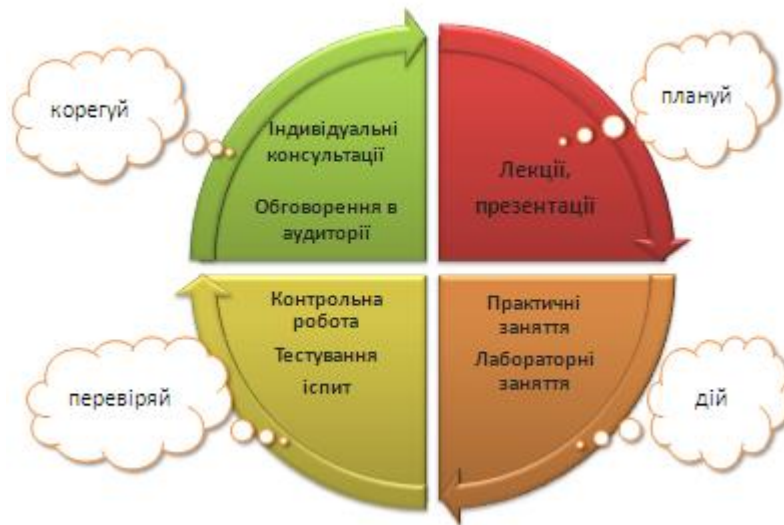 корегуй
Індивідуальні
консультації
Обговорення в
аудиторії
плануй
Лекції,
презентації
Контрольна
робота
Тестування
іспит
перевіряй
Практичні
заняття
Лабораторні
заняття
дій